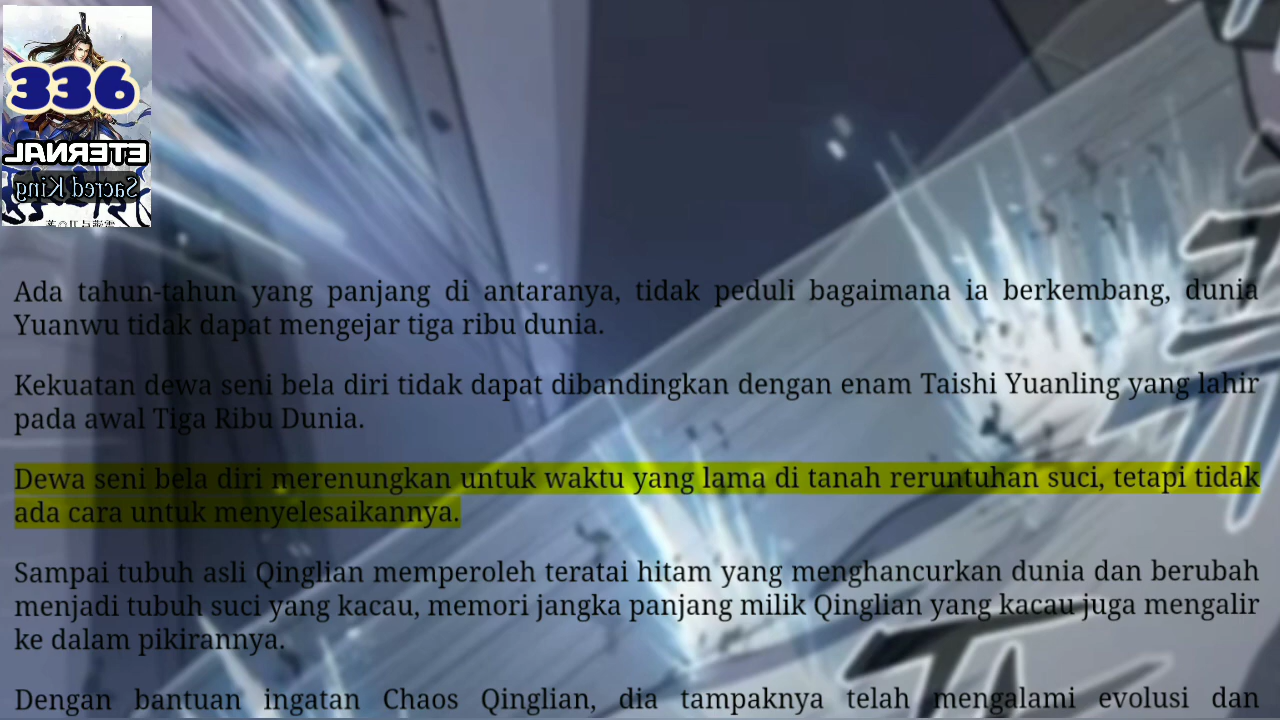 336
ETERNAL
Sacred King
Ada tahun-tahun yang panjang di antaranya, tidak peduli bagaimana ia berkembang, dunia
Yuanwu tidak dapat mengejar tiga ribu dunia.
Kekuatan dewa seni bela diri tidak dapat dibandingkan dengan enam Taishi Yuanling yang lahir
pada awal Tiga Ribu Dunia.
Dewa seni bela diri merenungkan untuk waktu yang lama di tanah reruntuhan suci, tetapi tidak
ada cara untuk menyelesaikannya.
Sampai tubuh asli Qinglian memperoleh teratai hitam yang menghancurkan dunia dan berubah
menjadi tubuh suci yang kacau, memori jangka panjang milik Qinglian yang kacau juga mengalir
ke dalam pikirannya.
Dengan bantuan ingatan Chaos Qinglian, dia tampaknya telah mengalami evolusi dan